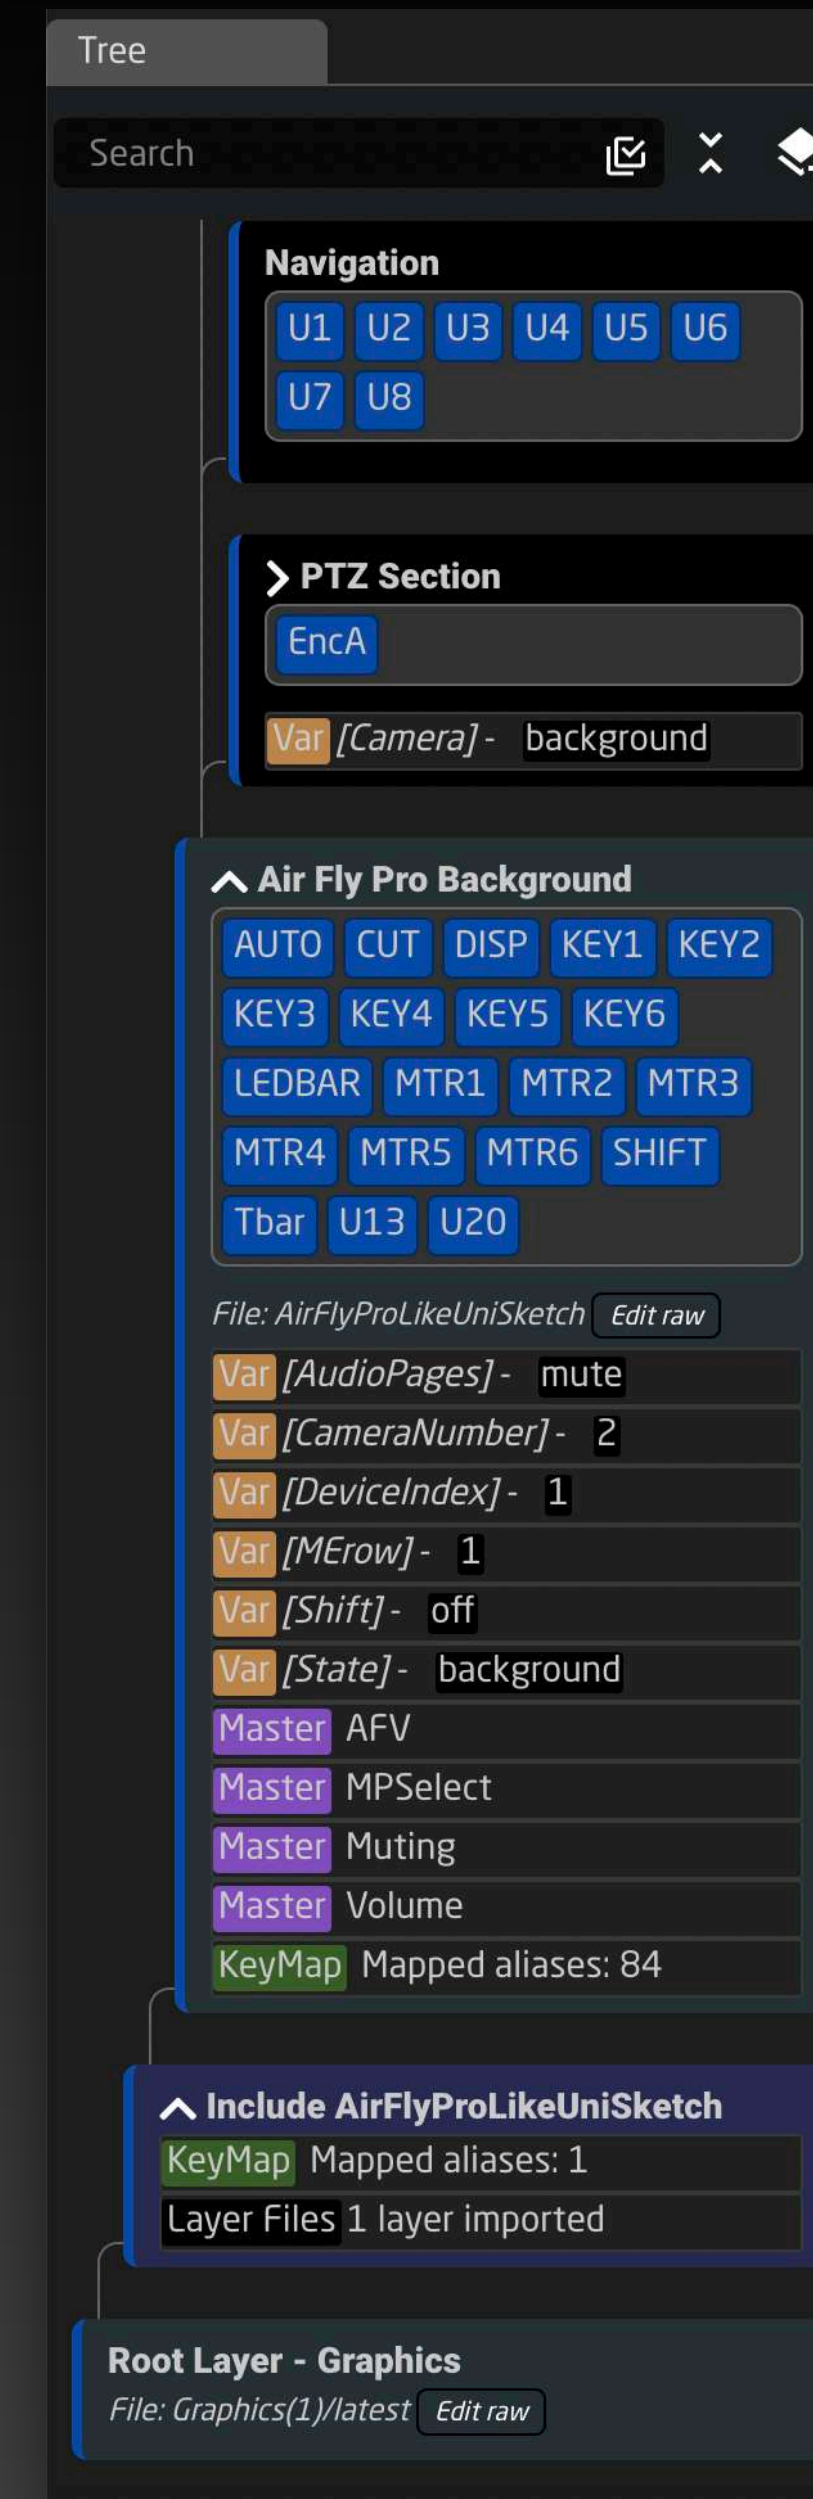 Tree
Search
Navigation
U1 U2 U3 U4 U5 U6
U7 U8
PTZ Section
EncA
Var [Camera] - background
Air Fly Pro Background
AUTO CUT DISP KEY1 KEY2
KEY3 KEY4 KEY5 KEY6
LEDBAR MTR1 MTR2 MTR3
MTR4 MTR5 MTR6 SHIFT
Tbar U13 U20
File: AirFlyProLikeUniSketch Edit raw
Var [AudioPages] - mute
Var [CameraNumber] - 2
Var [DeviceIndex] - 1
Var [MErow] - 1
Var [Shift] - off
Var [State] - background
Master AFV
Master MPSelect
Master Muting
Master Volume
KeyMap Mapped aliases: 84
Include AirFlyProLikeUniSketch
KeyMap Mapped aliases: 1
Layer Files 1 layer imported
Root Layer - Graphics
File: Graphics(1)/latest Edit raw